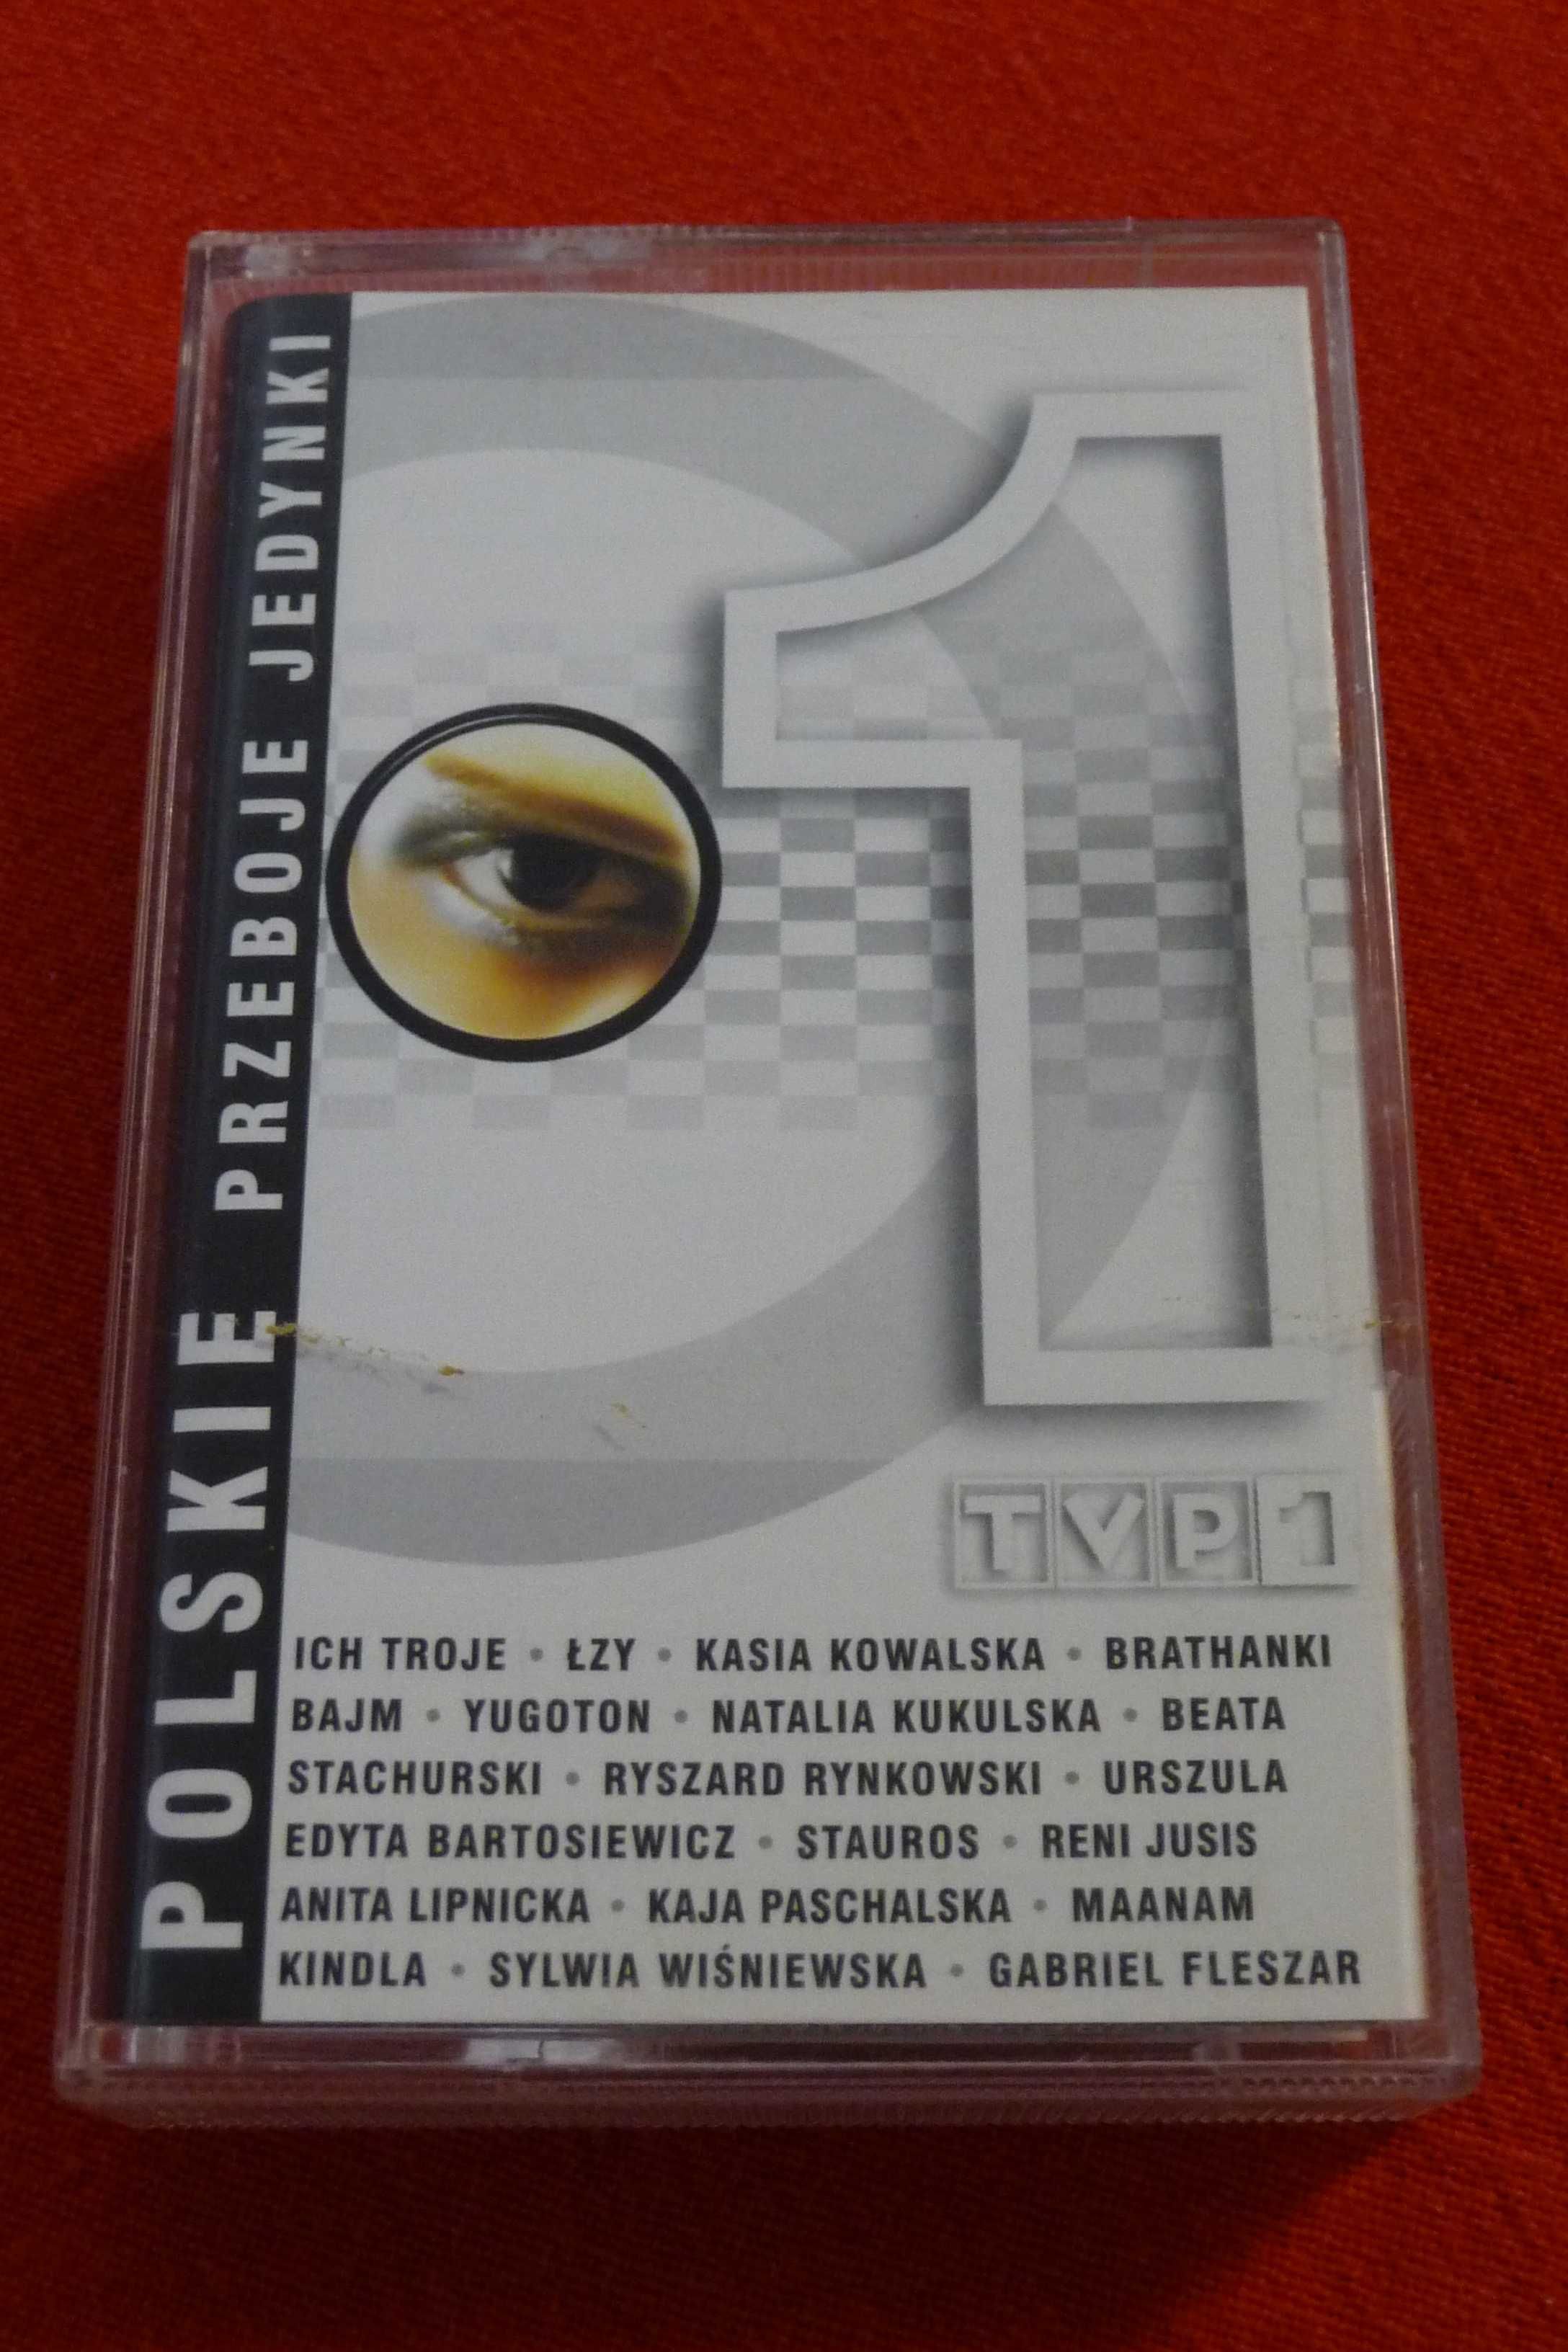 POLSKIE PRZEBOJE JEDYNKI
1
TVP1
ICH TROJE • ŁZY • KASIA KOWALSKA • BRATHANKI
BAJM • YUGOTON • NATALIA KUKULSKA • BEATA
STACHURSKI • RYSZARD RYNKOWSKI • URSZULA
EDYTA BARTOSIEWICZ • STAUROS • RENI JUSIS
ANITA LIPNICKA • KAJA PASCHALSKA • MAANAM
KINDLA • SYLWIA WIŚNIEWSKA • GABRIEL FLESZAR